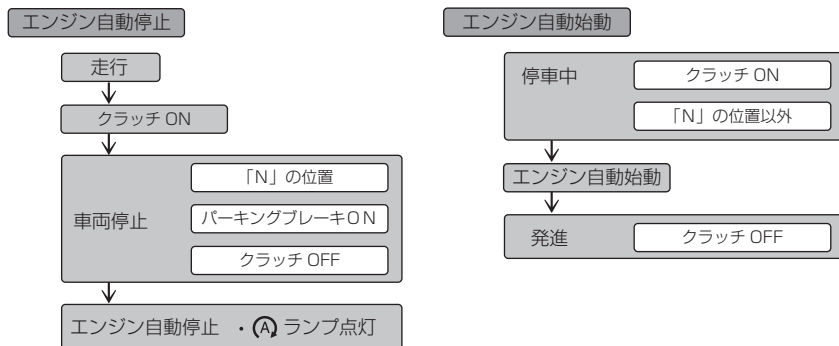 エンジン自動停止
走行
クラッチ ON
車両停止
「N」の位置
パーキングブレーキON
クラッチ OFF
エンジン自動停止 ・Ⓐ ランプ点灯
エンジン自動始動
停車中
クラッチ ON
「N」の位置以外
エンジン自動始動
発進
クラッチ OFF